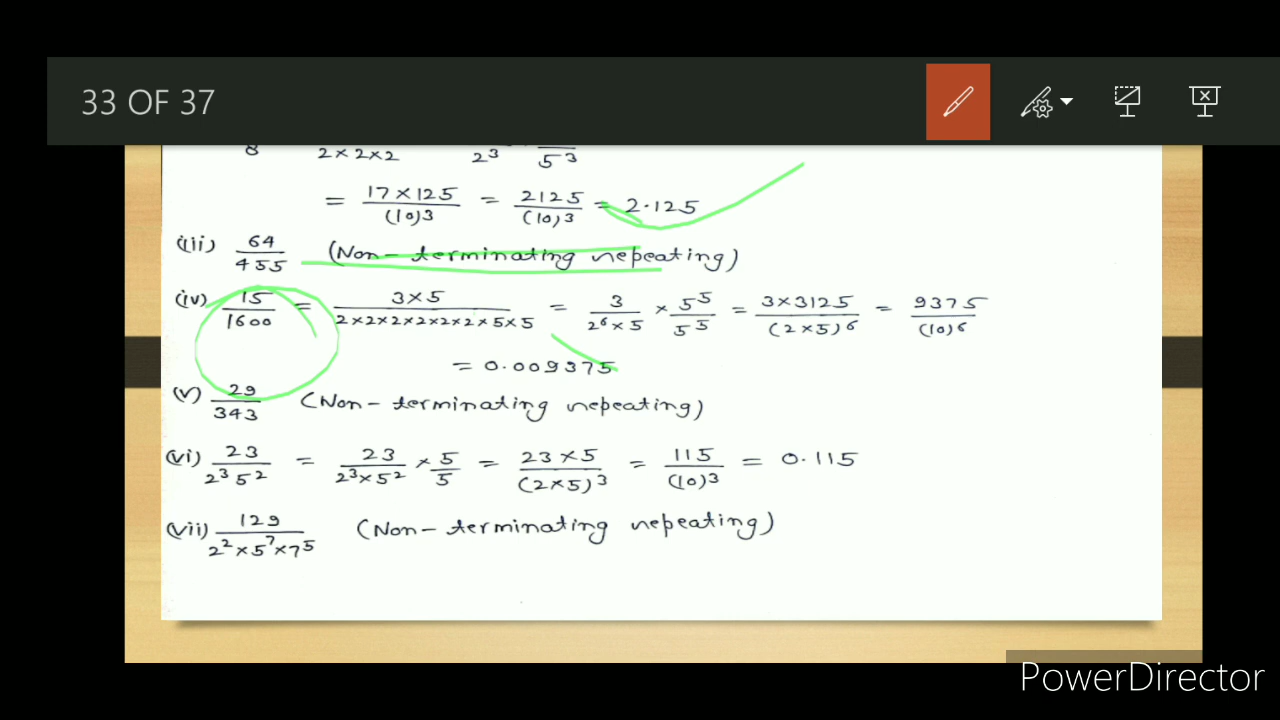 33 OF 37
8 2×2×2 2³ 5³
= 17×125/(10)3 = 2125/(10)3 = 2.125
(iii) 64/455 (Non-terminating repeating)
(iv) 15/1600 = 3×5/2×2×2×2×2×2×5×5 = 3/2⁶×5 × 5⁵/5⁵ = 3×3125/(2×5)⁶ = 9375/(10)⁶
= 0.009375
(v) 29/343 (Non-terminating repeating)
(vi) 23/2³5² = 23/2³×5² × 5/5 = 23×5/(2×5)³ = 115/(10)³ = 0.115
(vii) 129/2²×5⁷×7⁵ (Non-terminating repeating)
PowerDirector